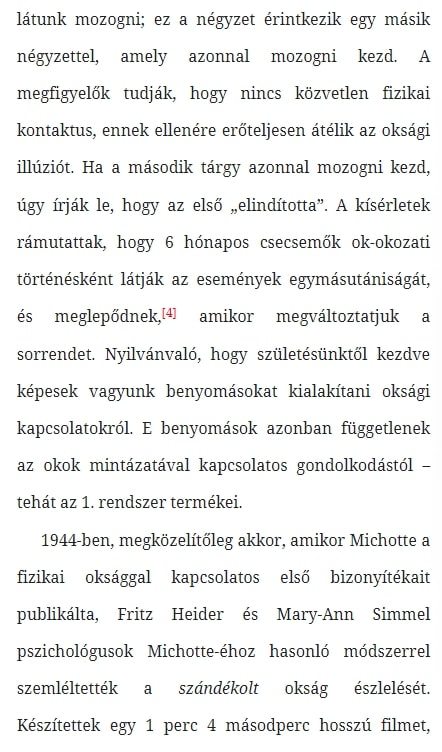 látunk mozogni; ez a négyzet érintkezik egy másik
négyzettel, amely azonnal mozogni kezd. A
megfigyelők tudják, hogy nincs közvetlen fizikai
kontaktus, ennek ellenére erőteljesen átélik az oksági
illúziót. Ha a második tárgy azonnal mozogni kezd,
úgy írják le, hogy az első „elindította”. A kísérletek
rámutattak, hogy 6 hónapos csecsemők ok-okozati
történésként látják az események egymásutániságát,
és meglepődnek,[4] amikor megváltoztatjuk a
sorrendet. Nyilvánvaló, hogy születésünktől kezdve
képesek vagyunk benyomásokat kialakítani oksági
kapcsolatokról. E benyomások azonban függetlenek
az okok mintázatával kapcsolatos gondolkodástól –
tehát az 1. rendszer termékei.
1944-ben, megközelítőleg akkor, amikor Michotte a
fizikai oksággal kapcsolatos első bizonyítékait
publikálta, Fritz Heider és Mary-Ann Simmel
pszichológusok Michotte-éhoz hasonló módszerrel
szemléltették a szándékolt okság észlelését.
Készítettek egy 1 perc 4 másodperc hosszú filmet,